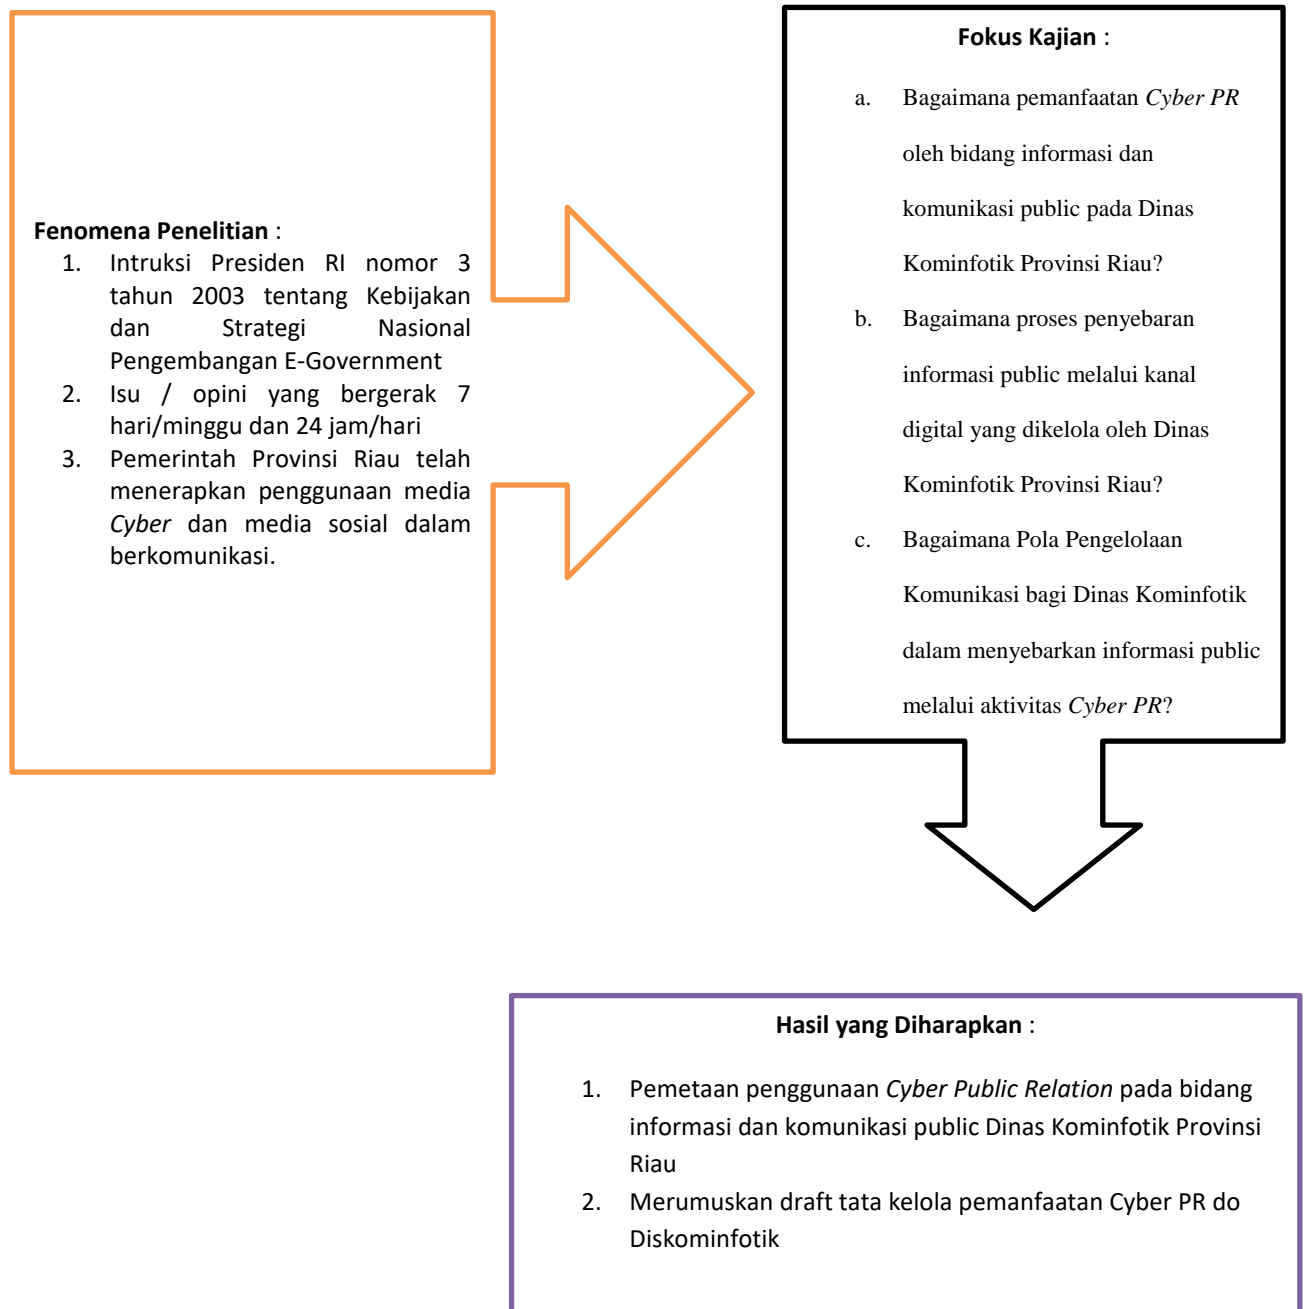 Fenomena Penelitian :
1. Intruksi Presiden RI nomor 3
tahun 2003 tentang Kebijakan
dan Strategi Nasional
Pengembangan E-Government
2. Isu / opini yang bergerak 7
hari/minggu dan 24 jam/hari
3. Pemerintah Provinsi Riau telah
menerapkan penggunaan media
Cyber dan media sosial dalam
berkomunikasi.
Fokus Kajian :
a. Bagaimana pemanfaatan Cyber PR
oleh bidang informasi dan
komunikasi public pada Dinas
Kominfotik Provinsi Riau?
b. Bagaimana proses penyebaran
informasi public melalui kanal
digital yang dikelola oleh Dinas
Kominfotik Provinsi Riau?
c. Bagaimana Pola Pengelolaan
Komunikasi bagi Dinas Kominfotik
dalam menyebarkan informasi public
melalui aktivitas Cyber PR?
Hasil yang Diharapkan :
1. Pemetaan penggunaan Cyber Public Relation pada bidang
informasi dan komunikasi public Dinas Kominfotik Provinsi
Riau
2. Merumuskan draft tata kelola pemanfaatan Cyber PR do
Diskominfotik